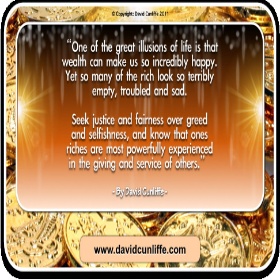 © Copyright: David Cunliffe 2011
"One of the great illusions of life is that
wealth can make us so incredibly happy.
Yet so many of the rich look so terribly
empty, troubled and sad.
Seek justice and fairness over greed
and selfishness, and know that ones
riches are most powerfully experienced
in the giving and service of others."
- By David Cunliffe -
www.davidcunliffe.com